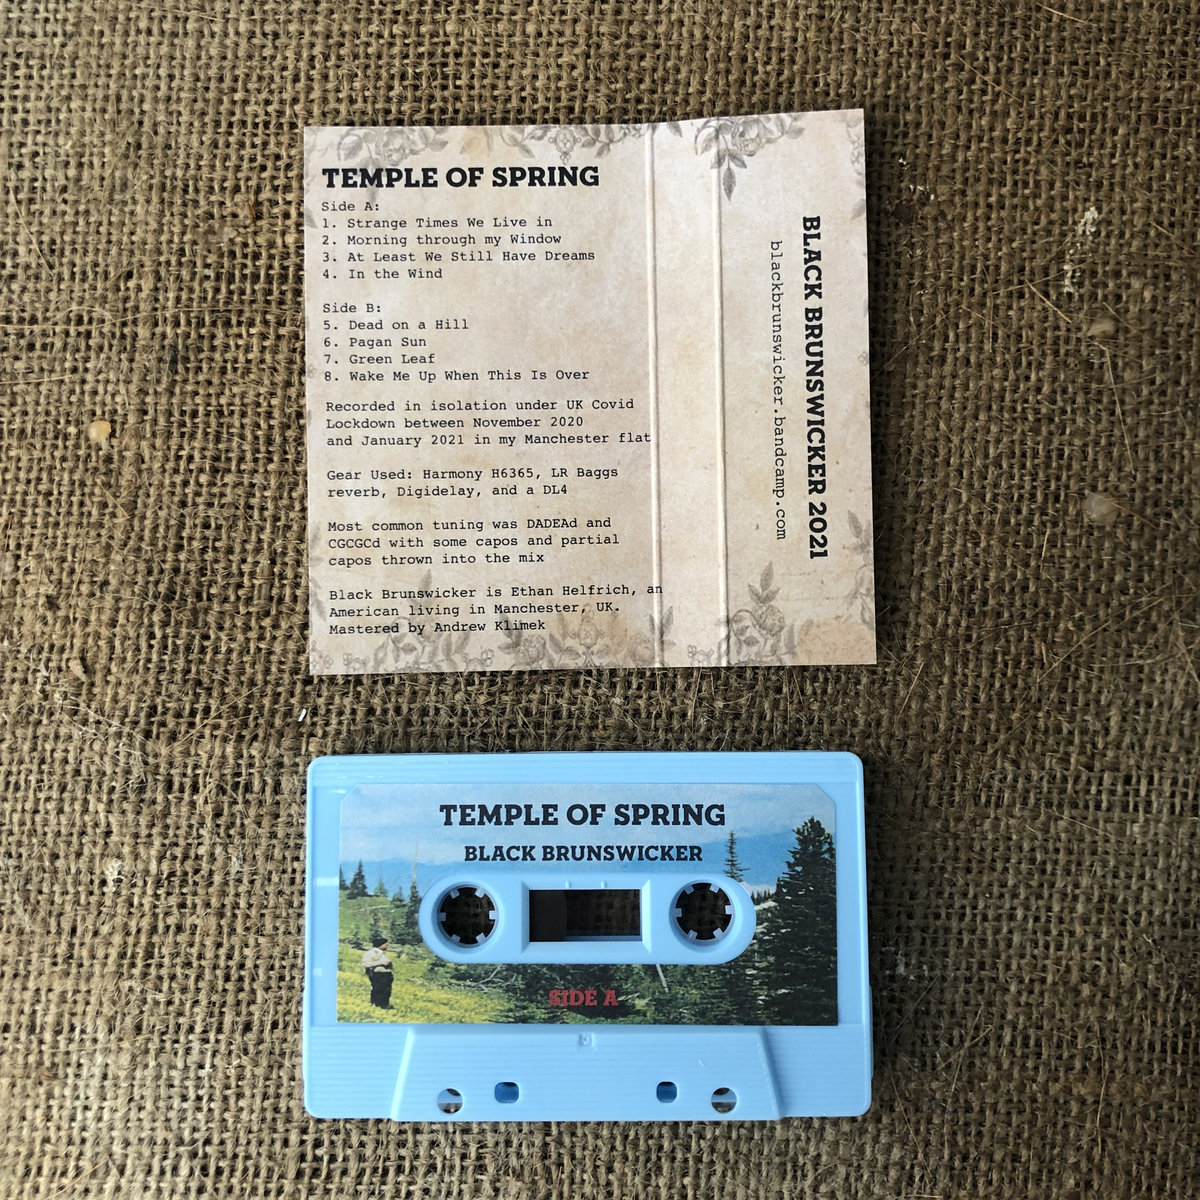 TEMPLE OF SPRING
Side A:
1. Strange Times We Live in
2. Morning through my Window
3. At Least We Still Have Dreams
4. In the Wind
Side B:
5. Dead on a Hill
6. Pagan Sun
7. Green Leaf
8. Wake Me Up When This Is Over
Recorded in isolation under UK Covid
Lockdown between November 2020
and January 2021 in my Manchester flat
Gear Used: Harmony H6365, LR Baggs
reverb, Digidelay, and a DL4
Most common tuning was DADEAd and
CGCGCd with some capos and partial
capos thrown into the mix
Black Brunswicker is Ethan Helfrich, an
American living in Manchester, UK.
Mastered by Andrew Klimek
BLACK BRUNSWICKER 2021
blackbrunswicker.bandcamp.com
TEMPLE OF SPRING
BLACK BRUNSWICKER
SIDE A